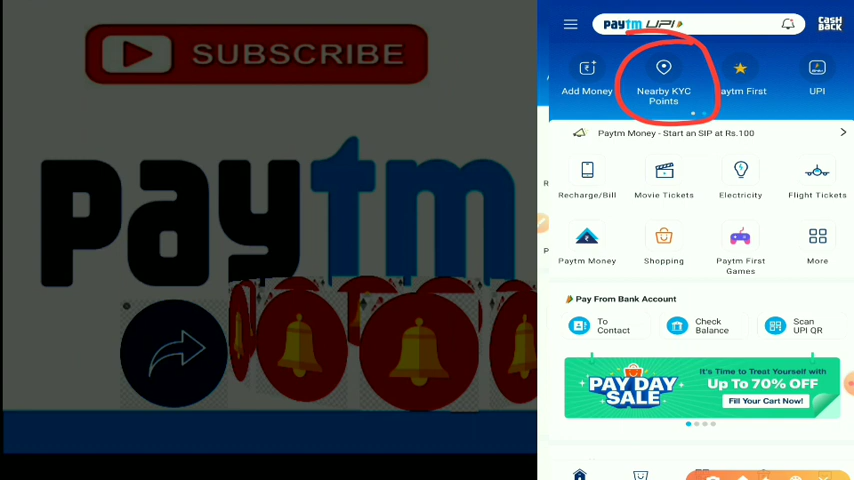 SUBSCRIBE
paytm
paytm UPI
CASH
BACK
Add Money
Nearby KYC
Points
Paytm First
UPI
Paytm Money - Start an SIP at Rs.100
Recharge/Bill
Movie Tickets
Electricity
Flight Tickets
Paytm Money
Shopping
Paytm First
Games
More
Pay From Bank Account
To
Contact
Check
Balance
Scan
UPI QR
PAY DAY
SALE
It's Time to Treat Yourself with
Up To 70% OFF
Fill Your Cart Now!